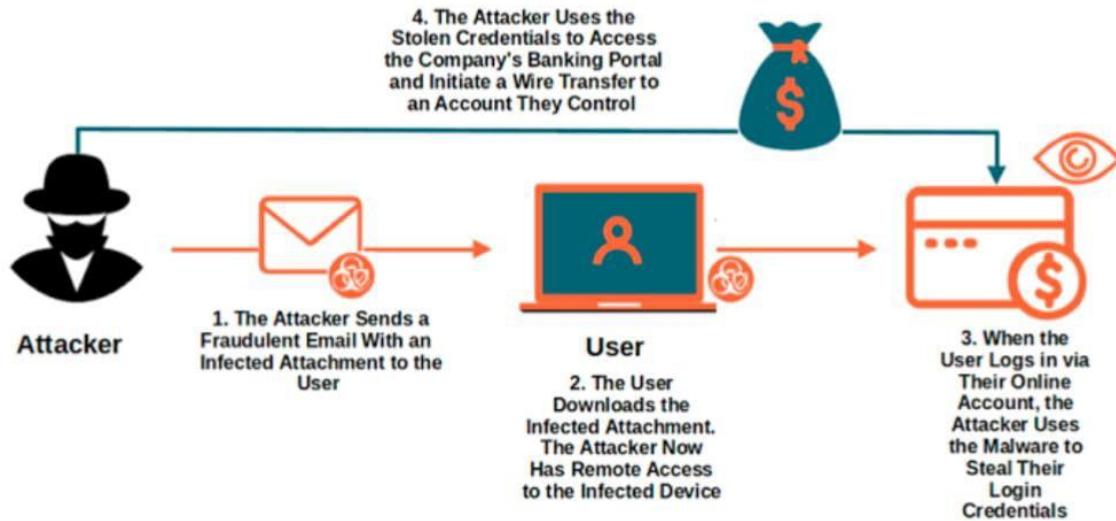 4. The Attacker Uses the
Stolen Credentials to Access
the Company's Banking Portal
and Initiate a Wire Transfer to
an Account They Control
$
Attacker
1. The Attacker Sends a
Fraudulent Email With an
Infected Attachment to the
User
User
2. The User
Downloads the
Infected Attachment.
The Attacker Now
Has Remote Access
to the Infected Device
$
3. When the
User Logs in via
Their Online
Account, the
Attacker Uses
the Malware to
Steal Their
Login
Credentials